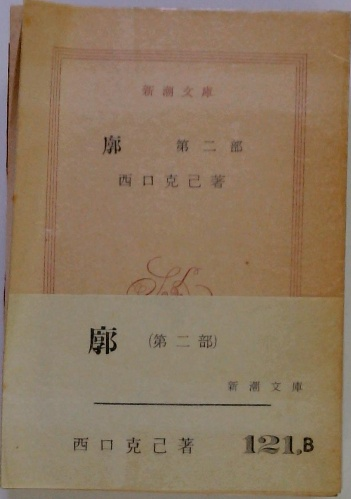 新潮文庫
廓 第二部
西口克己著
廓 (第二部)
新潮文庫
西口克己著 121,B